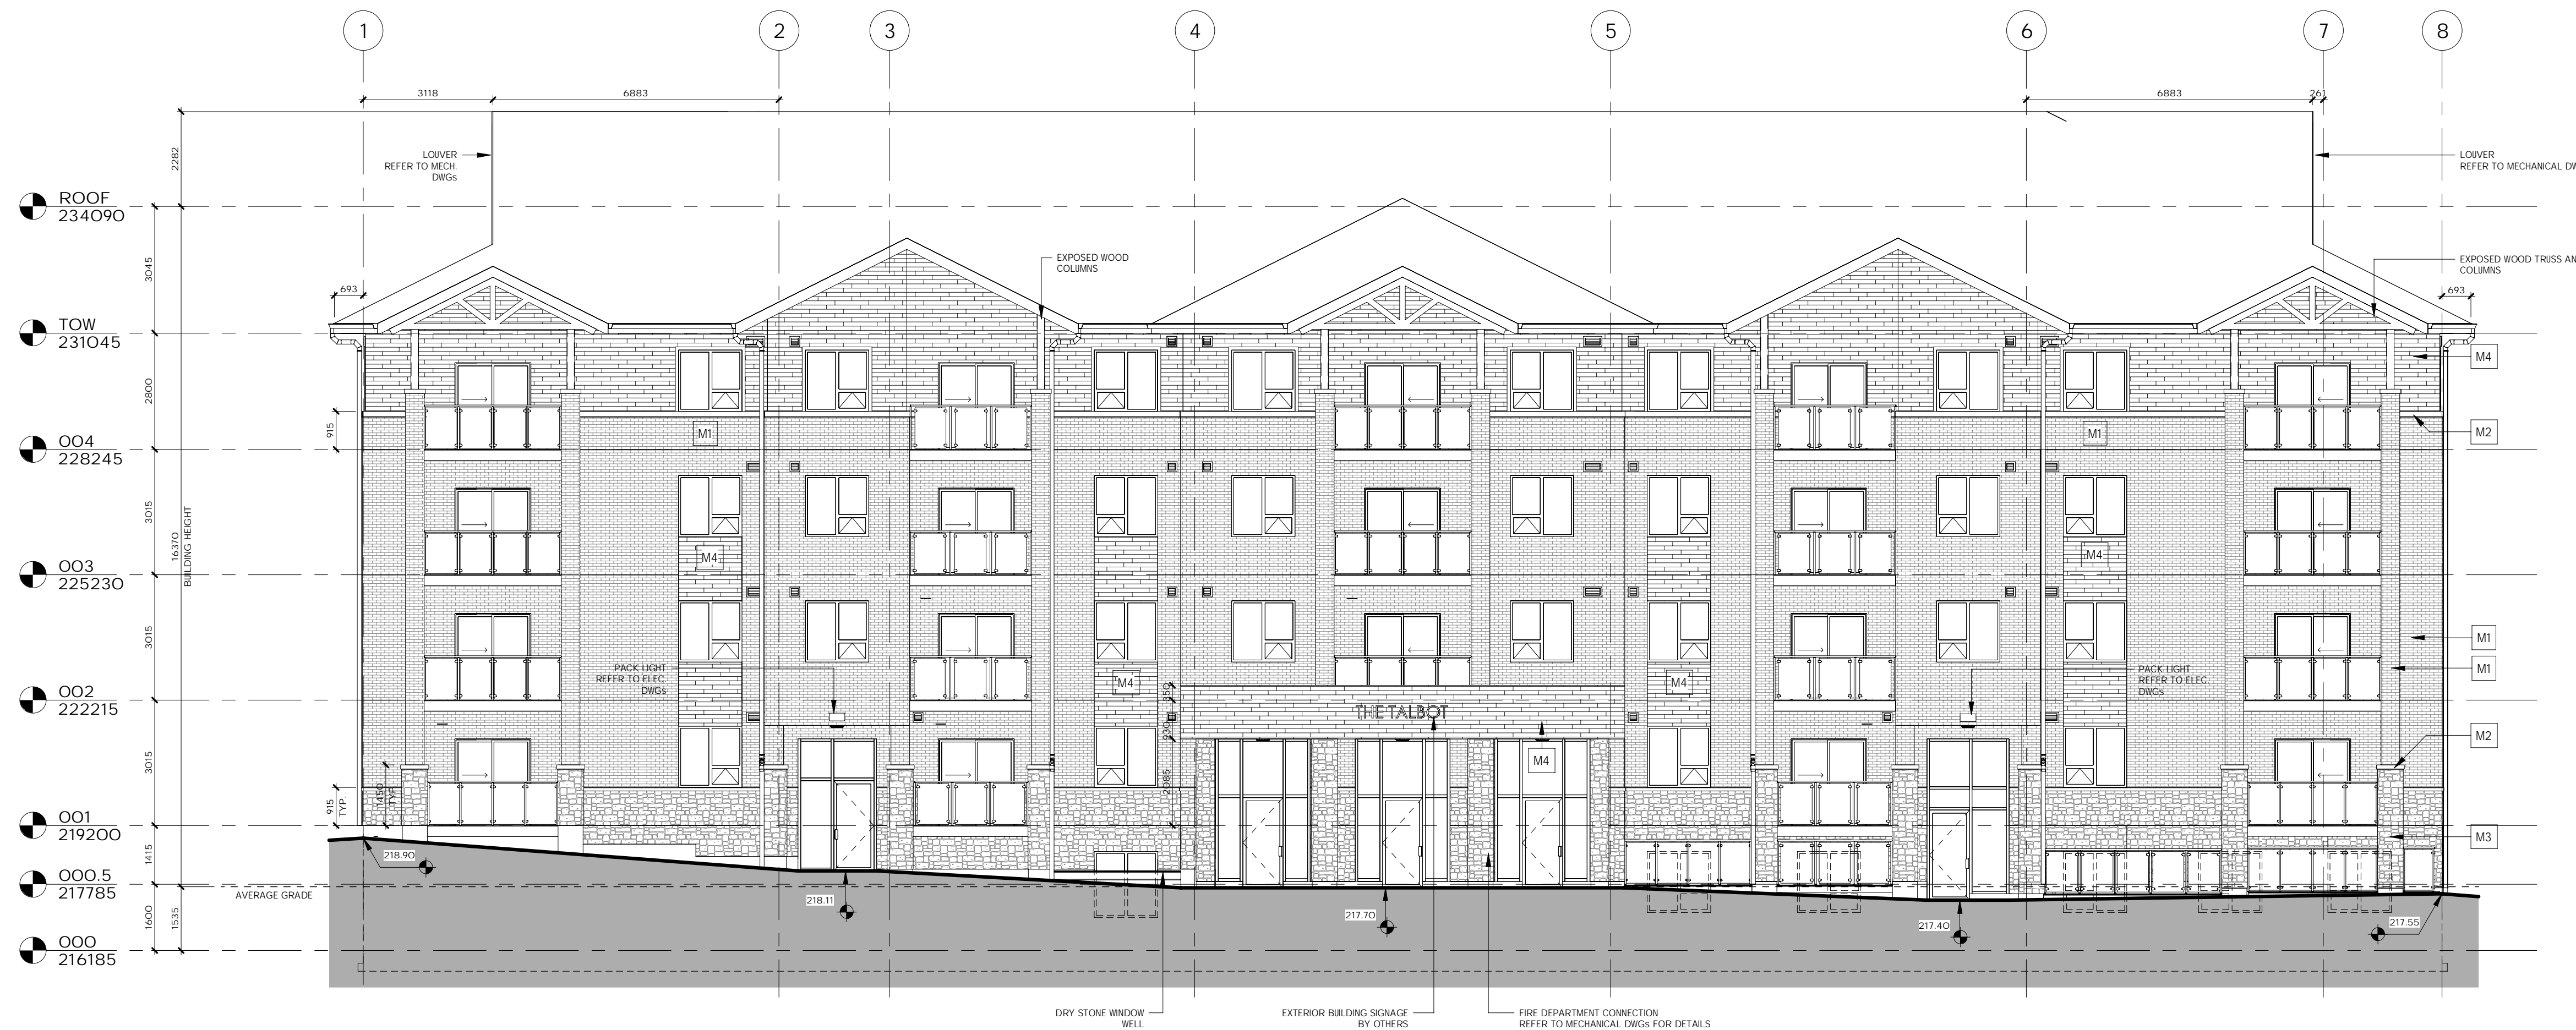 1 2 3 4 5 6 7 8
3118 6883 6883 261
2282
LOUVER
REFER TO MECH.
DWGs
LOUVER
REFER TO MECHANICAL
ROOF
234090
3045
EXPOSED WOOD
COLUMNS
EXPOSED WOOD TRUSS
COLUMNS
693
693
TOW
231045
M4
2800
915
M1
M1
M2
004
228245
3015
16370
BUILDING HEIGHT
M4
M4
003
225230
3015
M1
PACK LIGHT
REFER TO ELEC.
DWGs
M4
M4
PACK LIGHT
REFER TO ELEC.
DWGs
M1
002
222215
350
930
THE TALBOT
M2
M4
3015
2085
915
TYP.
1450
TYP.
001
219200
M3
1415
218.90
000.5
217785
AVERAGE GRADE
218.11
217.70
217.40
217.55
1600
1535
000
216185
DRY STONE WINDOW
WELL
EXTERIOR BUILDING SIGNAGE
BY OTHERS
FIRE DEPARTMENT CONNECTION
REFER TO MECHANICAL DWGs FOR DETAILS